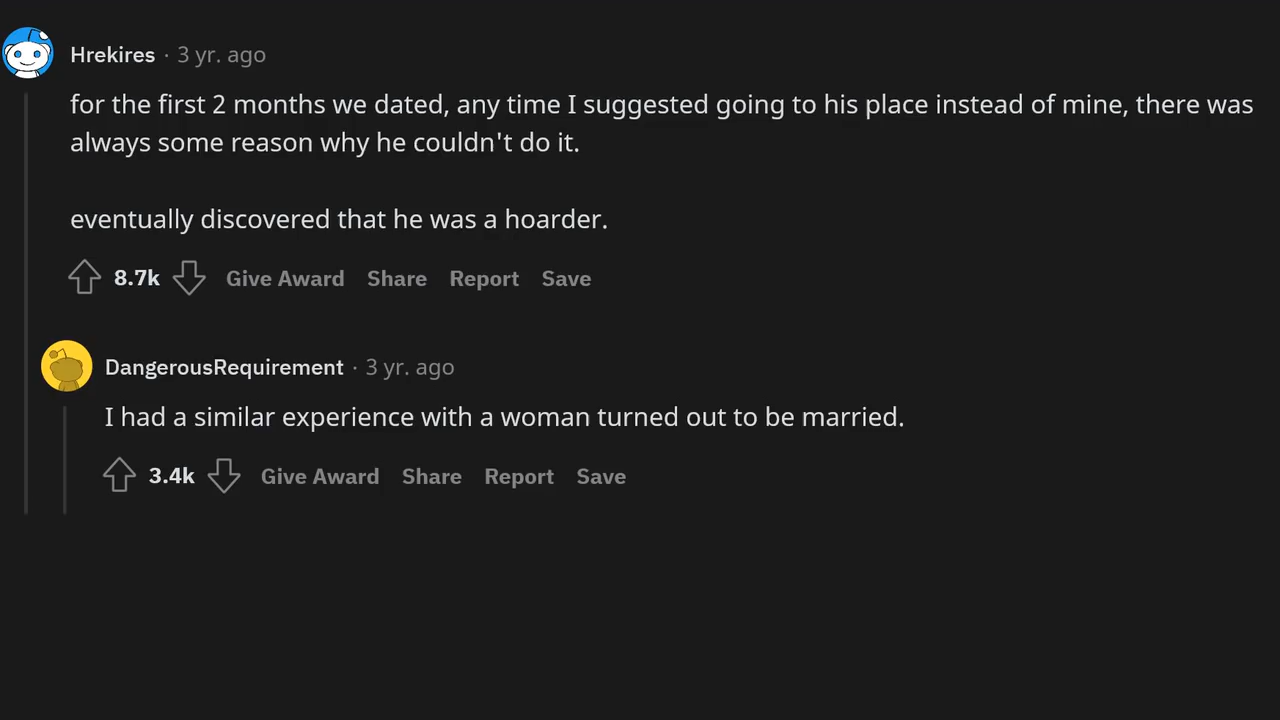 Hrekires · 3 yr. ago
for the first 2 months we dated, any time I suggested going to his place instead of mine, there was
always some reason why he couldn't do it.
eventually discovered that he was a hoarder.
8.7k Give Award Share Report Save
DangerousRequirement · 3 yr. ago
I had a similar experience with a woman turned out to be married.
3.4k Give Award Share Report Save